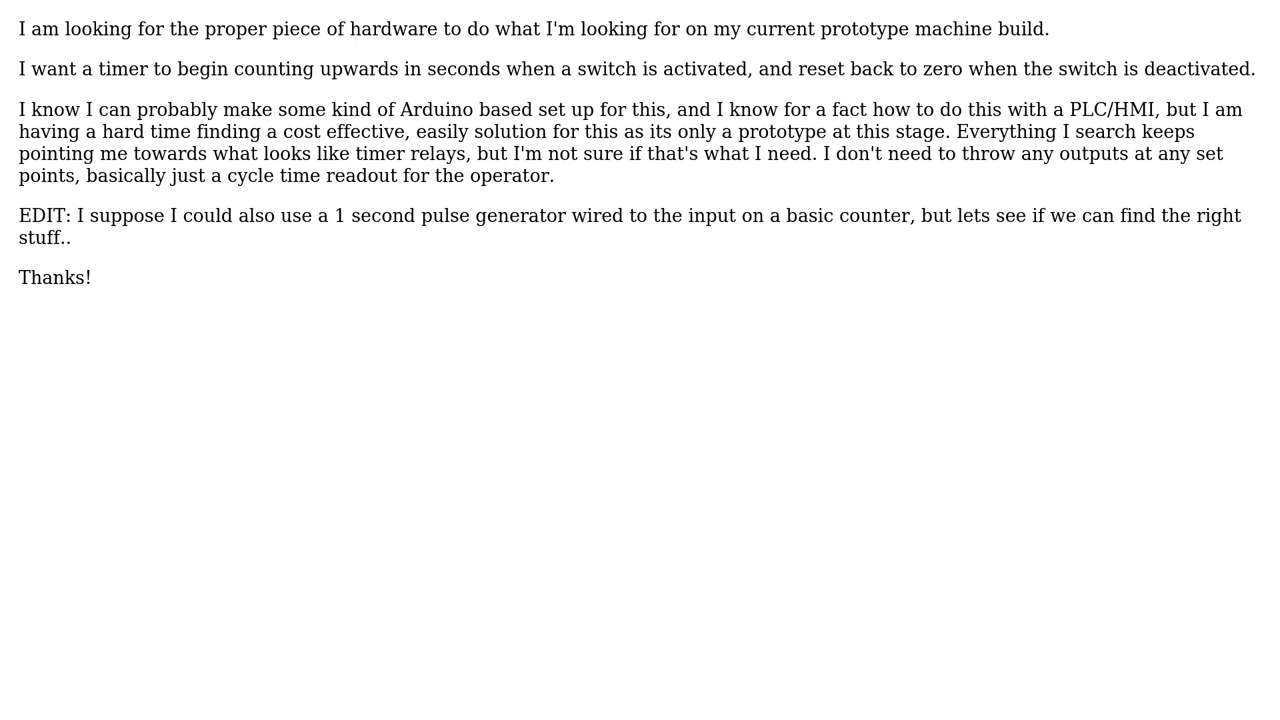 I am looking for the proper piece of hardware to do what I'm looking for on my current prototype machine build.
I want a timer to begin counting upwards in seconds when a switch is activated, and reset back to zero when the switch is deactivated.
I know I can probably make some kind of Arduino based set up for this, and I know for a fact how to do this with a PLC/HMI, but I am
having a hard time finding a cost effective, easily solution for this as its only a prototype at this stage. Everything I search keeps
pointing me towards what looks like timer relays, but I'm not sure if that's what I need. I don't need to throw any outputs at any set
points, basically just a cycle time readout for the operator.
EDIT: I suppose I could also use a 1 second pulse generator wired to the input on a basic counter, but lets see if we can find the right
stuff..
Thanks!